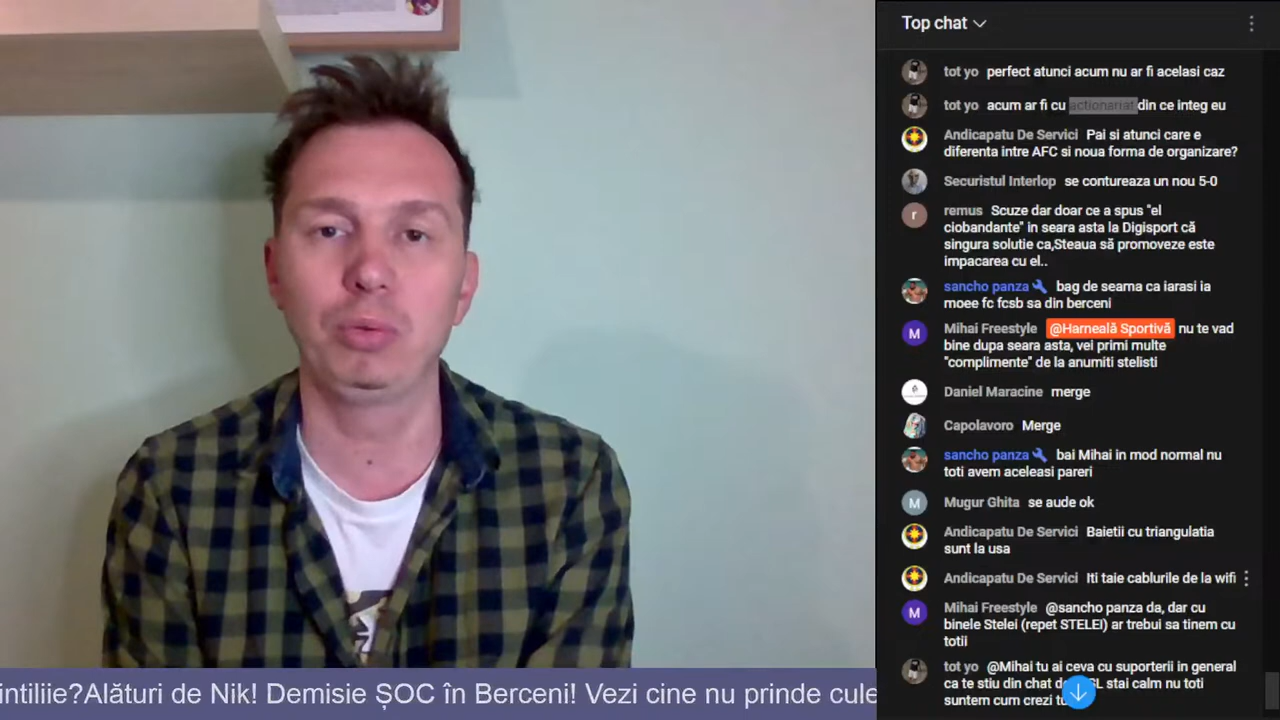 Top chat
tot yo perfect atunci acum nu ar fi acelasi caz
tot yo acum ar fi cu actionariat din ce integ eu
Andicapatu De Servici Pai si atunci care e
diferenta intre AFC si noua forma de organizare?
Securistul Interlop se contureaza un nou 5-0
r
remus Scuze dar doar ce a spus "el
ciobandante" in seara asta la Digisport că
singura solutie ca,Steaua să promoveze este
impacarea cu el..
sancho panza bag de seama ca iarasi ia
moee fc fcsb sa din berceni
M
Mihai Freestyle @Harneală Sportivă nu te vad
bine dupa seara asta, vei primi multe
"complimente" de la anumiti stelisti
Daniel Maracine merge
Capolavoro Merge
sancho panza bai Mihai in mod normal nu
toti avem aceleasi pareri
M
Mugur Ghita se aude ok
Andicapatu De Servici Baietii cu triangulatia
sunt la usa
Andicapatu De Servici Iti taie cablurile de la wifi
M
Mihai Freestyle @sancho panza da, dar cu
binele Stelei (repet STELEI) ar trebui sa tinem cu
totii
tot yo @Mihai tu ai ceva cu suporterii in general
ca te stiu din chat stai calm nu toti
suntem cum crezi
intiliie?Alături de Nik! Demisie ȘOC în Berceni! Vezi cine nu prinde cule